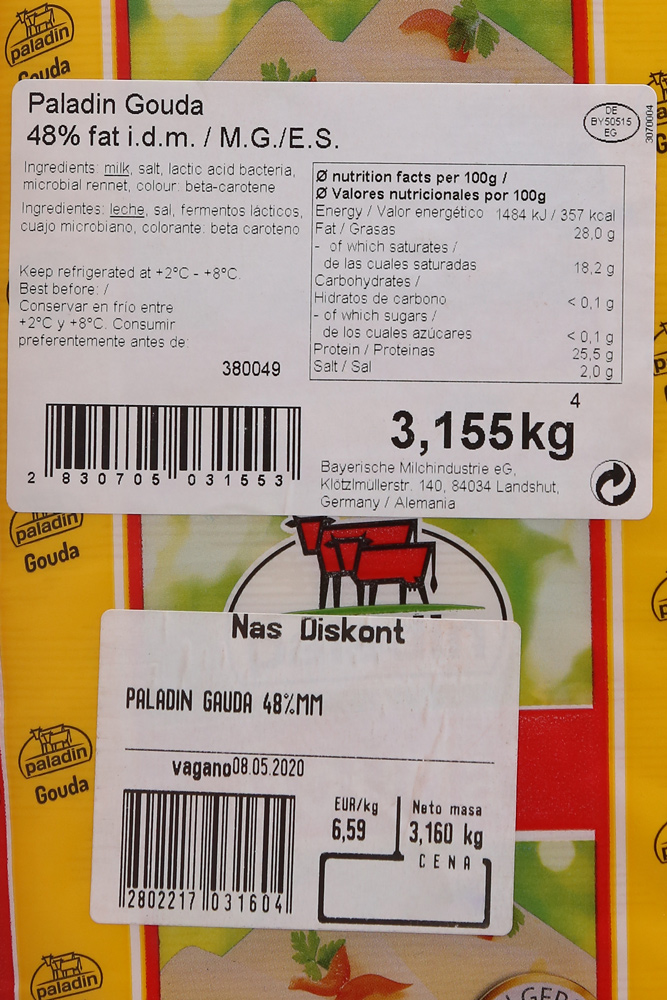 paladin
Gouda
Paladin Gouda
48% fat i.d.m. / M.G./E.S.
DE
BY50515
EG
3070004
Ingredients: milk, salt, lactic acid bacteria,
microbial rennet, colour: beta-carotene
Ingredientes: leche, sal, fermentos lácticos,
cuajo microbiano, colorante: beta caroteno
Keep refrigerated at +2°C - +8°C.
Best before: /
Conservar en frío entre
+2°C y +8°C. Consumir
preferentemente antes de:
380049
Ø nutrition facts per 100g /
Ø Valores nutricionales por 100g
Energy / Valor energético 1484 kJ / 357 kcal
Fat / Grasas 28,0 g
- of which saturates /
de las cuales saturadas 18,2 g
Carbohydrates /
Hidratos de carbono < 0,1 g
- of which sugars /
de los cuales azúcares < 0,1 g
Protein / Proteinas 25,5 g
Salt / Sal 2,0 g
4
3,155kg
2 830705 031553
Bayerische Milchindustrie eG,
Klötzlmüllerstr. 140, 84034 Landshut,
Germany / Alemania
paladin
Gouda
Nas Diskont
PALADIN GAUDA 48%MM
vagano08.05.2020
EUR/kg
6,59
Neto masa
3,160 kg
CENA
2802217 031604
paladin
Gouda
paladin